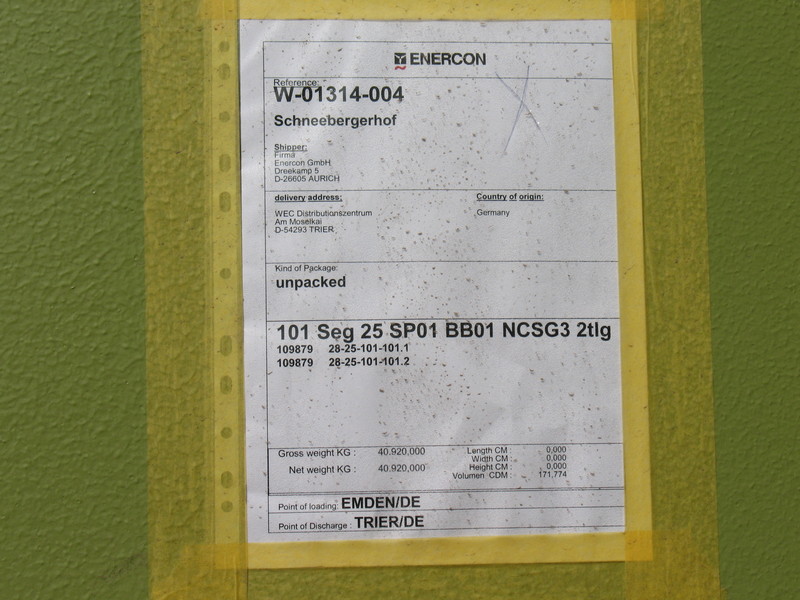 ENERCON
Reference:
W-01314-004
Schneebergerhof
Shipper:
Firma
Enercon GmbH
Dreekamp 5
D-26605 AURICH
delivery address:
WEC Distributionszentrum
Am Moselkai
D-54293 TRIER
Country of origin:
Germany
Kind of Package:
unpacked
101 Seg 25 SP01 BB01 NCSG3 2tlg
109879 28-25-101-101.1
109879 28-25-101-101.2
Gross weight KG : 40.920,000
Net weight KG : 40.920,000
Length CM : 0,000
Width CM : 0,000
Height CM : 0,000
Volumen CDM: 171,774
Point of loading: EMDEN/DE
Point of Discharge : TRIER/DE